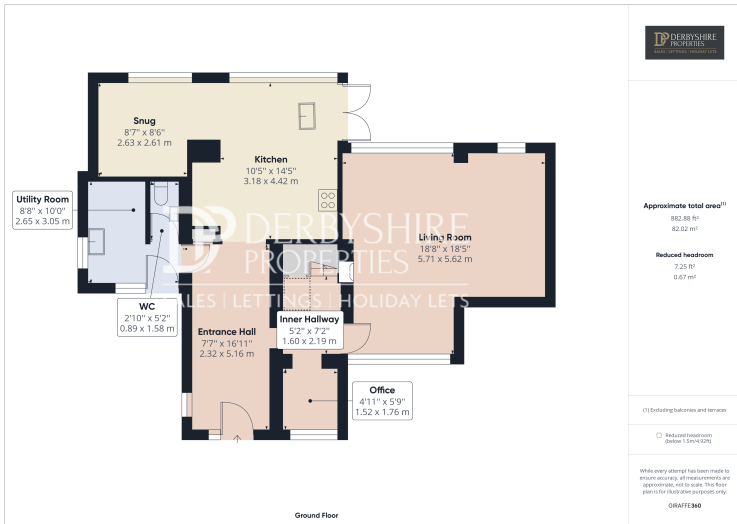 DP DERBYSHIRE
PROPERTIES
SALES | LETTINGS | HOLIDAY LETS
Snug
8'7" x 8'6"
2.63 x 2.61 m
Kitchen
10'5" x 14'5"
3.18 x 4.42 m
Utility Room
8'8" x 10'0"
2.65 x 3.05 m
DP DERBYSHIRE
PROPERTIES
SALES | LETTINGS | HOLIDAY LETS
Living Room
18'8" x 18'5"
5.71 x 5.62 m
WC
2'10" x 5'2"
0.89 x 1.58 m
Entrance Hall
7'7" x 16'11"
2.32 x 5.16 m
Inner Hallway
5'2" x 7'2"
1.60 x 2.19 m
Office
4'11" x 5'9"
1.52 x 1.76 m
Ground Floor
Approximate total area(1)
882.88 ft²
82.02 m²
Reduced headroom
7.25 ft²
0.67 m²
(1) Excluding balconies and terraces
Reduced headroom
(below 1.5m/4.92ft)
While every attempt has been made to
ensure accuracy, all measurements are
approximate, not to scale. This floor
plan is for illustrative purposes only.
GIRAFFE360